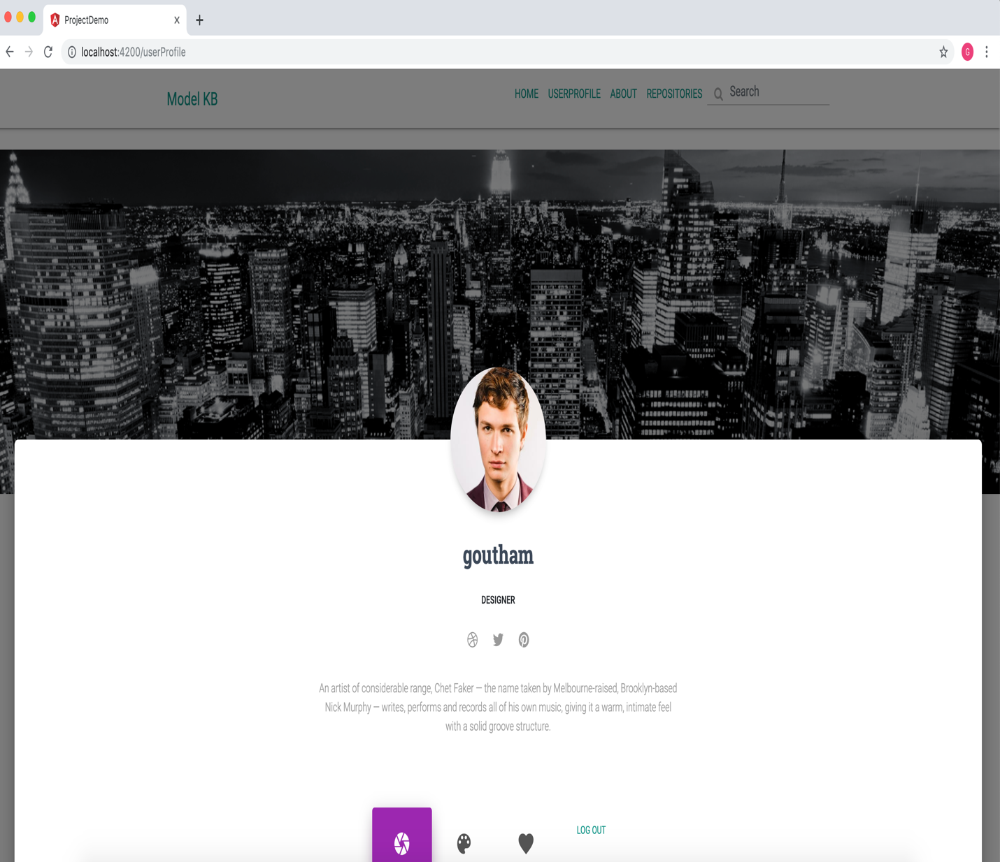 ProjectDemo
localhost:4200/userProfile
G
Model KB
HOME USERPROFILE ABOUT REPOSITORIES Search
goutham
DESIGNER
An artist of considerable range, Chet Faker — the name taken by Melbourne-raised, Brooklyn-based
Nick Murphy — writes, performs and records all of his own music, giving it a warm, intimate feel
with a solid groove structure.
LOG OUT